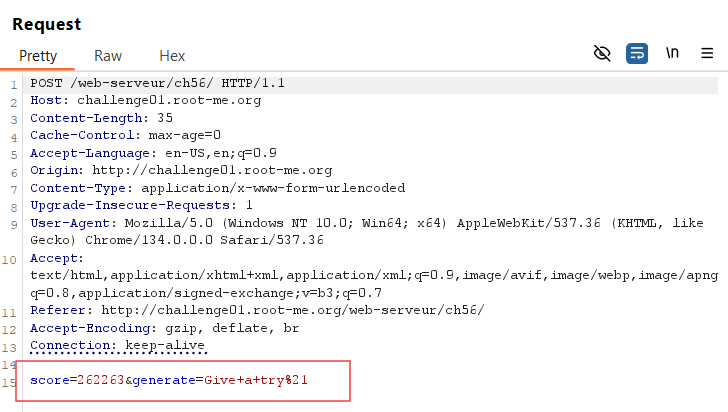 Request
Pretty Raw Hex \n
1 POST /web-serveur/ch56/ HTTP/1.1
2 Host: challenge01.root-me.org
3 Content-Length: 35
4 Cache-Control: max-age=0
5 Accept-Language: en-US,en;q=0.9
6 Origin: http://challenge01.root-me.org
7 Content-Type: application/x-www-form-urlencoded
8 Upgrade-Insecure-Requests: 1
9 User-Agent: Mozilla/5.0 (Windows NT 10.0; Win64; x64) AppleWebKit/537.36 (KHTML, like
Gecko) Chrome/134.0.0.0 Safari/537.36
10 Accept:
text/html,application/xhtml+xml,application/xml;q=0.9,image/avif,image/webp,image/apng
q=0.8,application/signed-exchange;v=b3;q=0.7
11 Referer: http://challenge01.root-me.org/web-serveur/ch56/
12 Accept-Encoding: gzip, deflate, br
13 Connection: keep-alive
14
15 score=262263&generate=Give+a+try%21